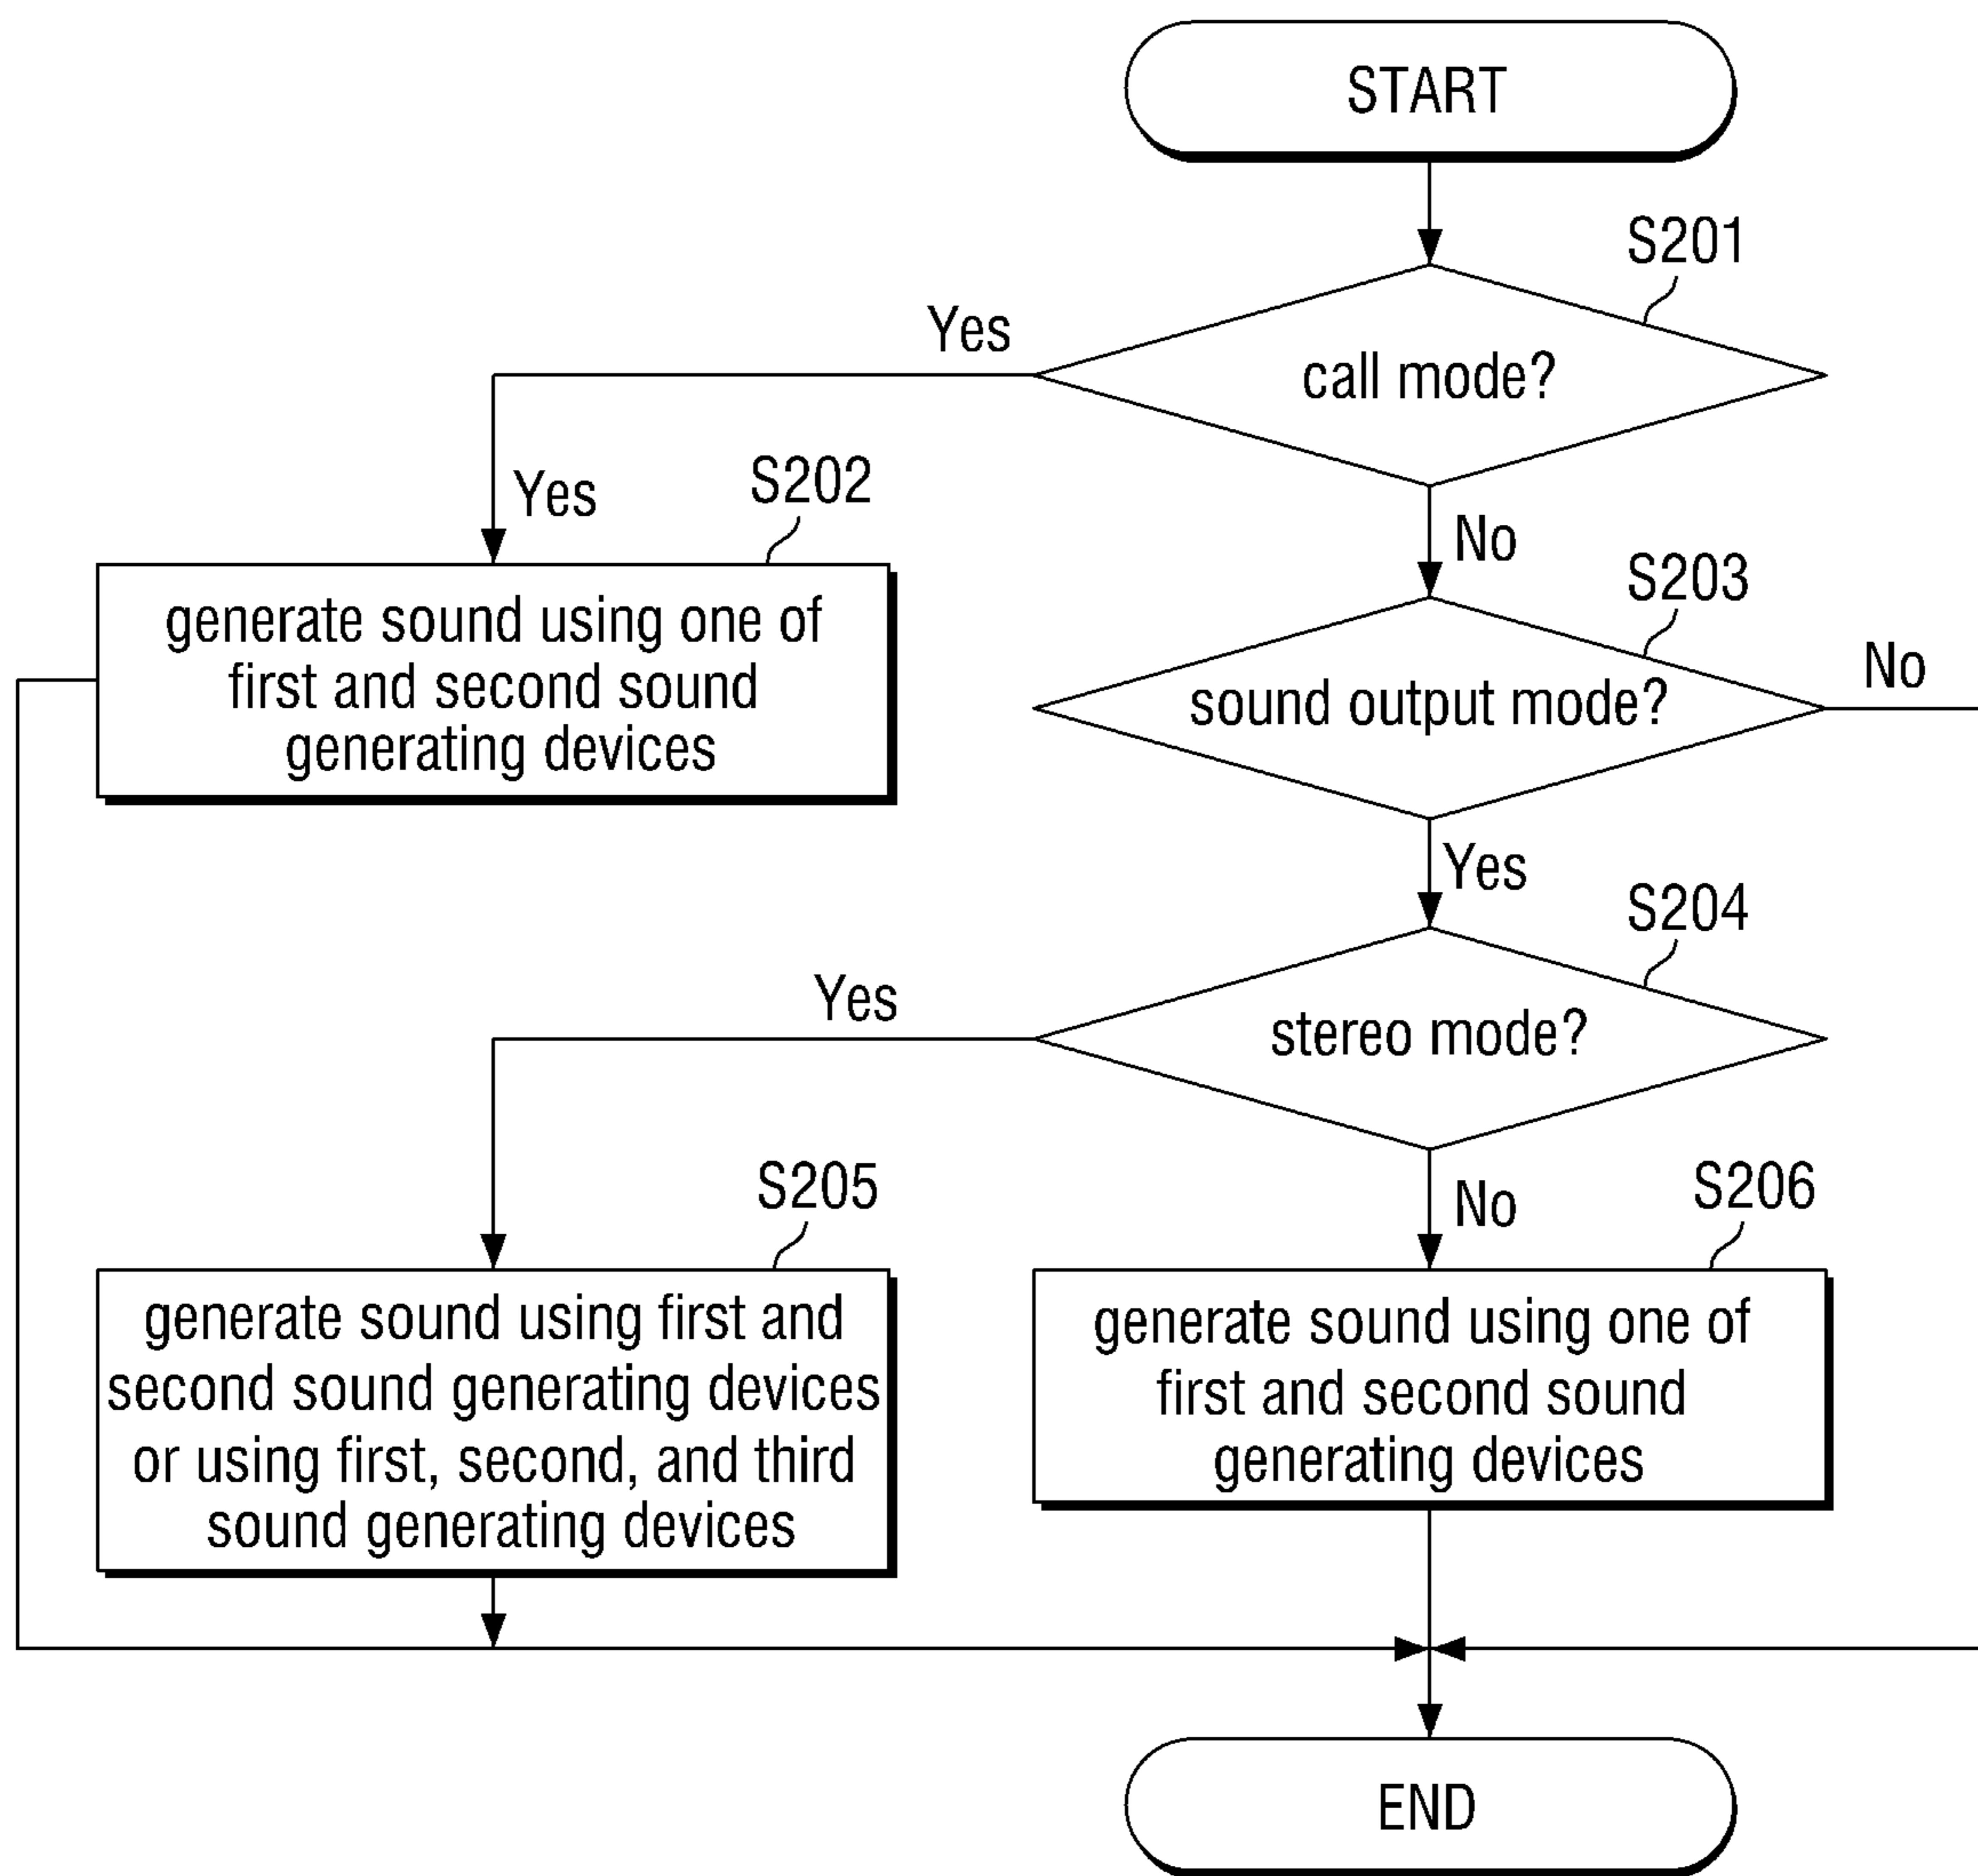 START
S201
Yes
call mode?
Yes
S202
No
S203
generate sound using one of
first and second sound
generating devices
No
sound output mode?
Yes
S204
Yes
stereo mode?
S205
No
S206
generate sound using first and
second sound generating devices
or using first, second, and third
sound generating devices
generate sound using one of
first and second sound
generating devices
END